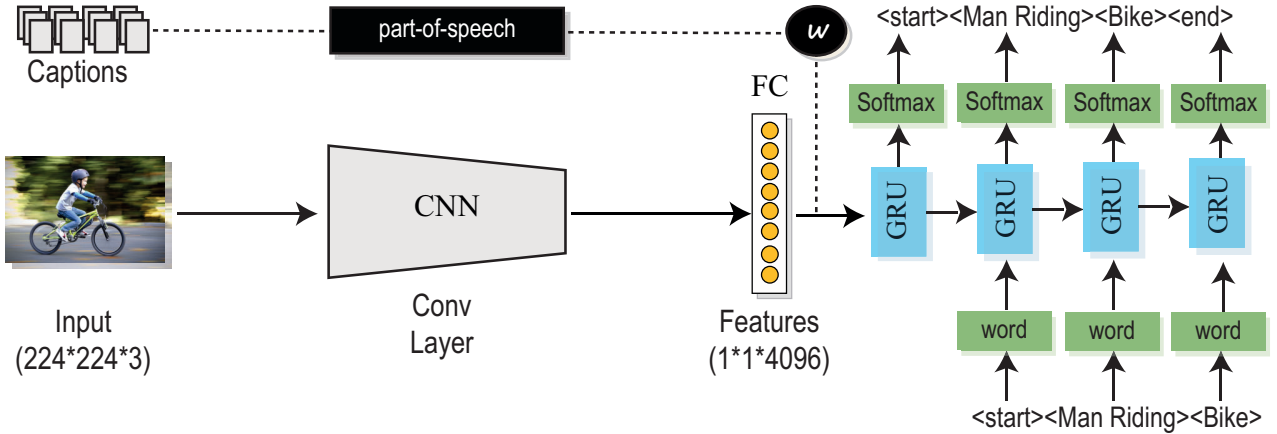 <start><Man Riding><Bike><end>
part-of-speech
w
Captions
FC
Softmax Softmax Softmax Softmax
CNN
GRU GRU GRU GRU
Conv
Layer
Input
(224*224*3)
Features
(1*1*4096)
word word word
<start><Man Riding><Bike>